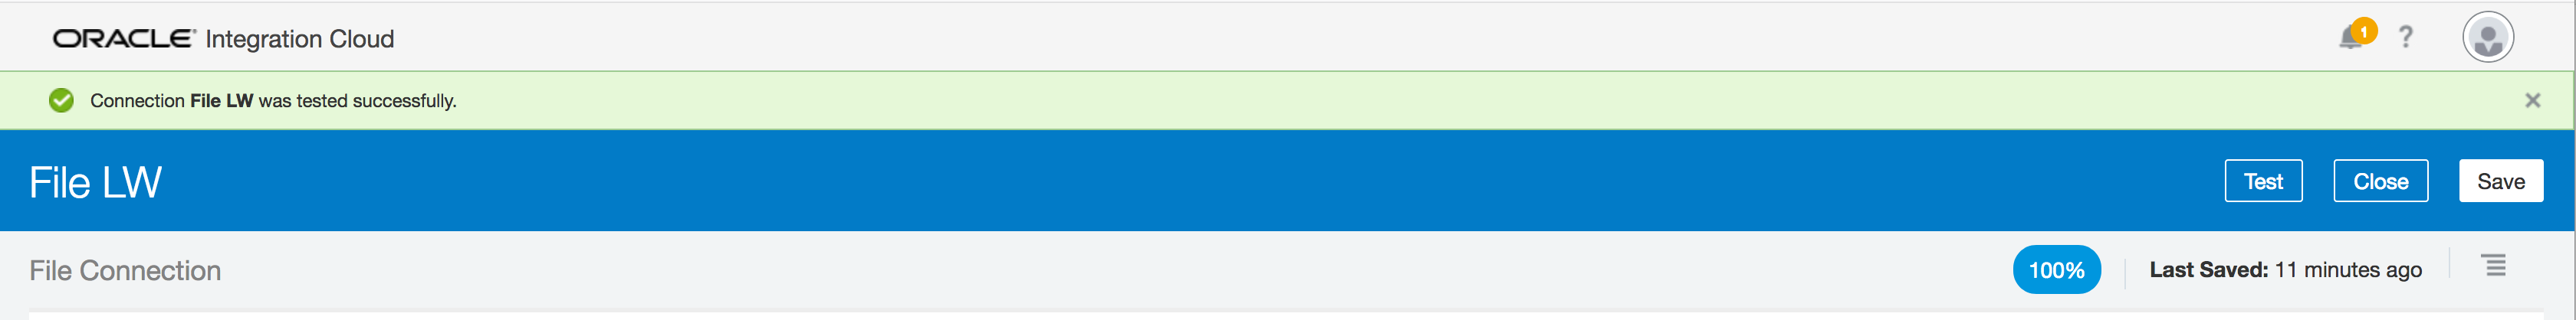 ORACLE Integration Cloud
1
?
Connection File LW was tested successfully.
File LW
Test
Close
Save
File Connection
100%
Last Saved: 11 minutes ago